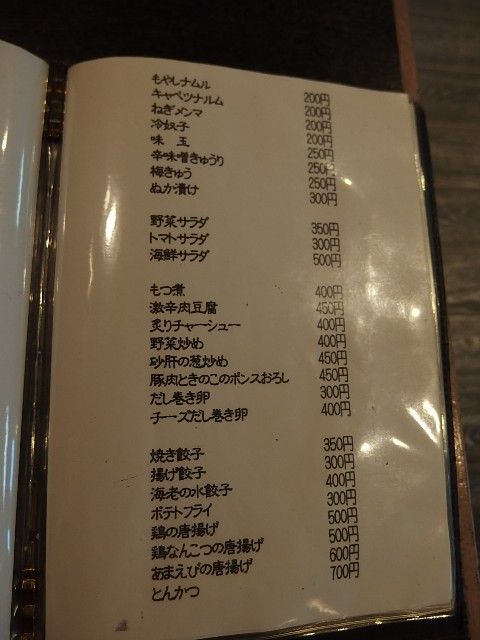 もやしナムル 200円
キャベツナルム 200円
ねぎメンマ 200円
冷奴子 200円
味 玉 250円
辛味噌きゅうり 250円
梅きゅう 250円
ぬか漬け 300円
野菜サラダ 350円
トマトサラダ 300円
海鮮サラダ 500円
もつ煮 400円
激辛肉豆腐 450円
炙りチャーシュー 400円
野菜炒め 400円
砂肝の葱炒め 450円
豚肉ときのこのポンスおろし 450円
だし巻き卵 300円
チーズだし巻き卵 400円
焼き餃子 350円
揚げ餃子 300円
海老の水餃子 400円
ポテトフライ 300円
鶏の唐揚げ 500円
鶏なんこつの唐揚げ 500円
あまえびの唐揚げ 600円
とんかつ 700円